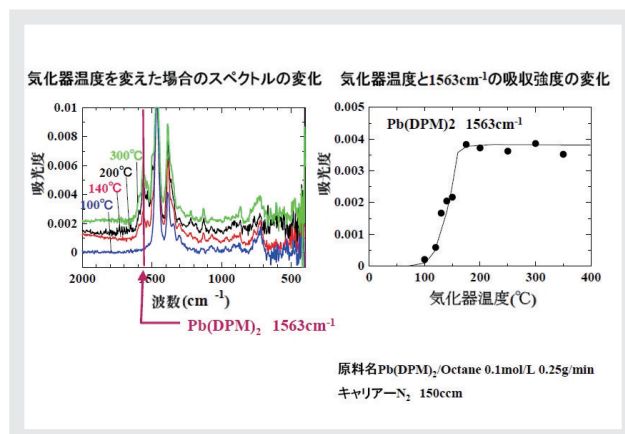 気化器温度を変えた場合のスペクトルの変化
0.01
0.008
0.006
0.004
0.002
0
吸光度
300℃
200℃
140℃
100℃
2000
1500
1000
500
波数(cm⁻¹)
Pb(DPM)₂ 1563cm⁻¹
気化器温度と1563cm⁻¹の吸収強度の変化
0.005
0.004
0.003
0.002
0.001
0
吸光度
Pb(DPM)2 1563cm⁻¹
0
100
200
300
400
気化器温度(℃)
原料名Pb(DPM)₂/Octane 0.1mol/L 0.25g/min
キャリアーN₂ 150ccm